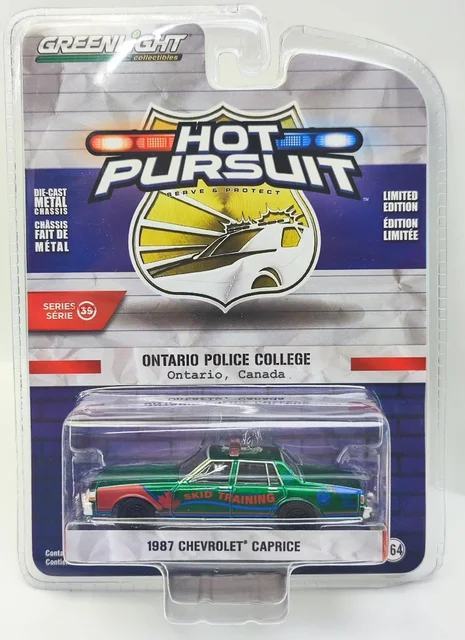 GREENLIGHT
collectibles
HOT
PURSUIT
SERVE & PROTECT
DIE-CAST
METAL
CHASSIS
CHÂSSIS
FAIT DE
MÉTAL
LIMITED
EDITION
ÉDITION
LIMITÉE
SERIES
SÉRIE
39
ONTARIO POLICE COLLEGE
Ontario, Canada
SKID TRAINING
1987 CHEVROLET® CAPRICE
64